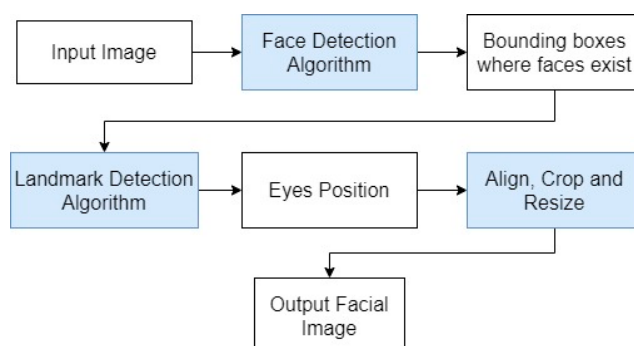 Input Image
Face Detection
Algorithm
Bounding boxes
where faces exist
Landmark Detection
Algorithm
Eyes Position
Align, Crop and
Resize
Output Facial
Image